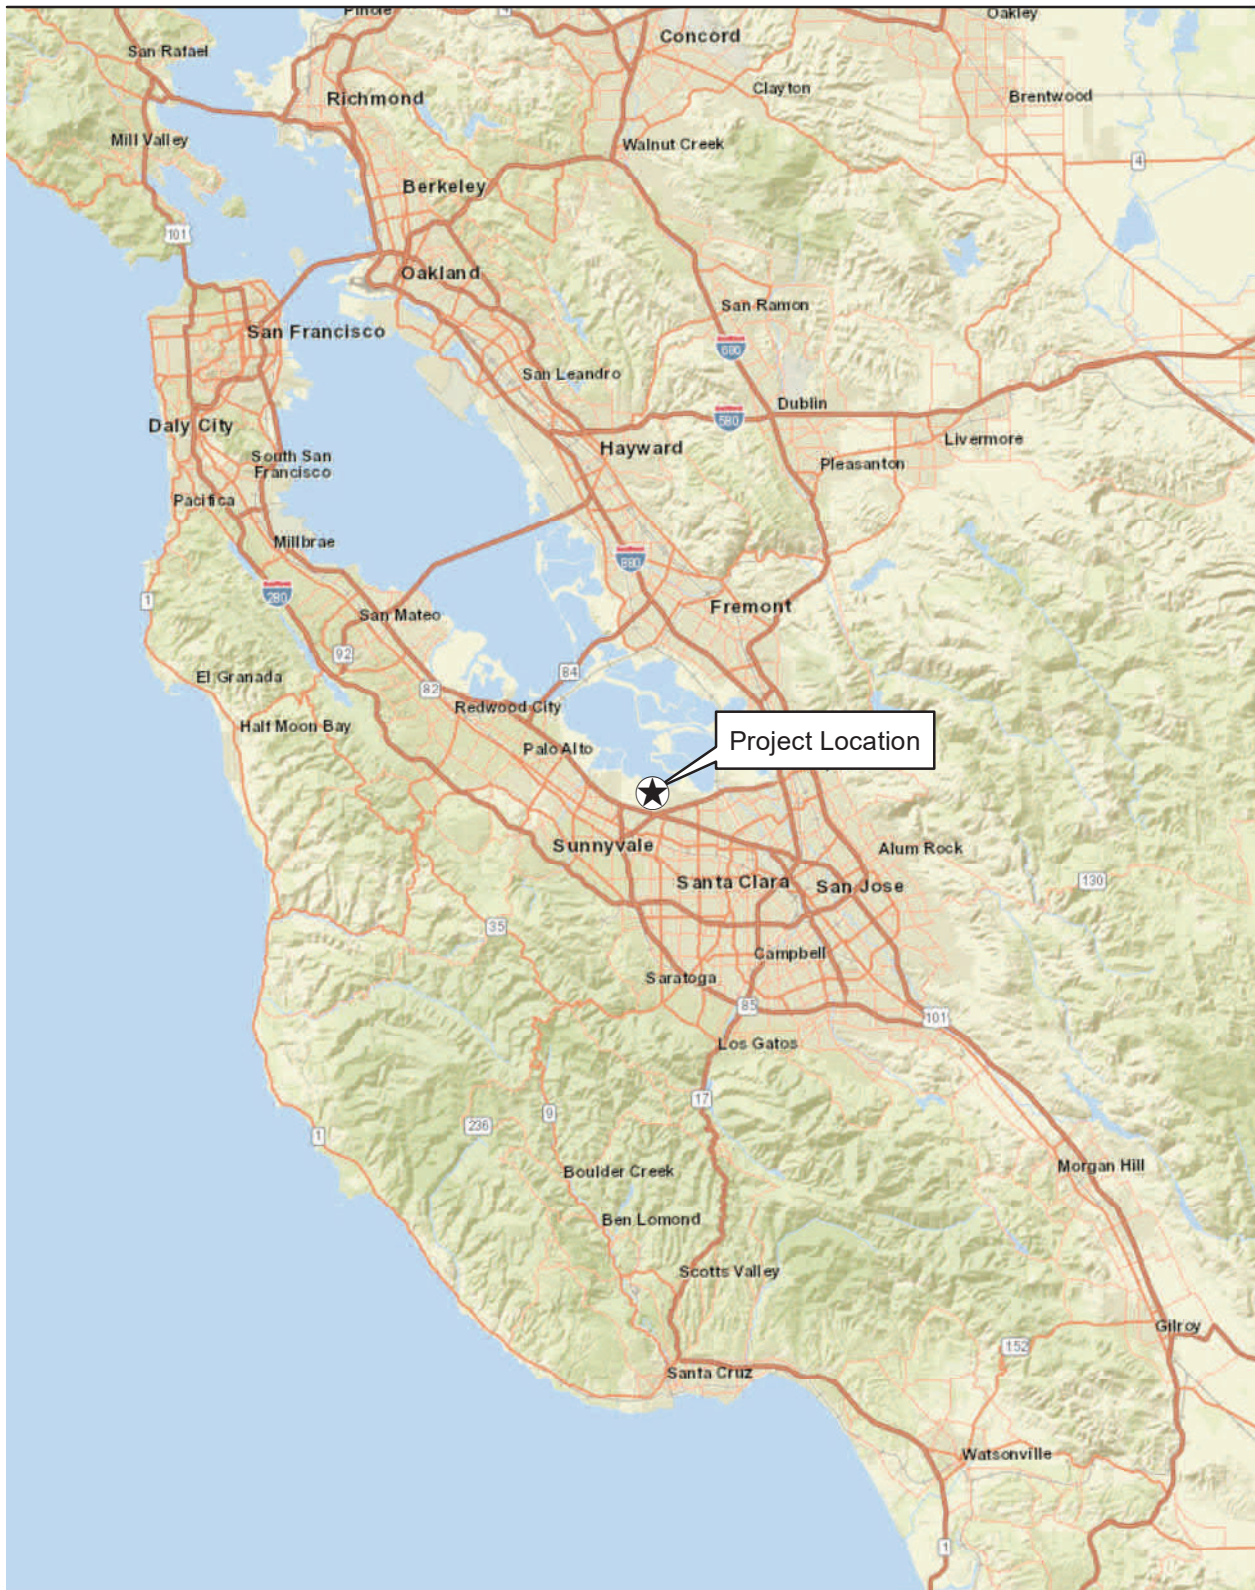 Pinole
4
Oakley
Concord
San Rafael
Clayton
Richmond
Brentwood
Mill Valley
Walnut Creek
4
Berkeley
101
Oakland
San Ramon
San Francisco
680
San Leandro
Dublin
580
Daly City
Livermore
Hayward
South San
Francisco
Pleasanton
Pacifica
Millbrae
880
280
1
Fremont
San Mateo
92
84
El Granada
82
Redwood City
Half Moon Bay
Project Location
Palo Alto
Sunnyvale
Alum Rock
Santa Clara
San Jose
130
35
Campbell
Saratoga
85
101
Los Gatos
17
9
236
1
Morgan Hill
Boulder Creek
Ben Lomond
Scotts Valley
Gilroy
152
Santa Cruz
Watsonville
1